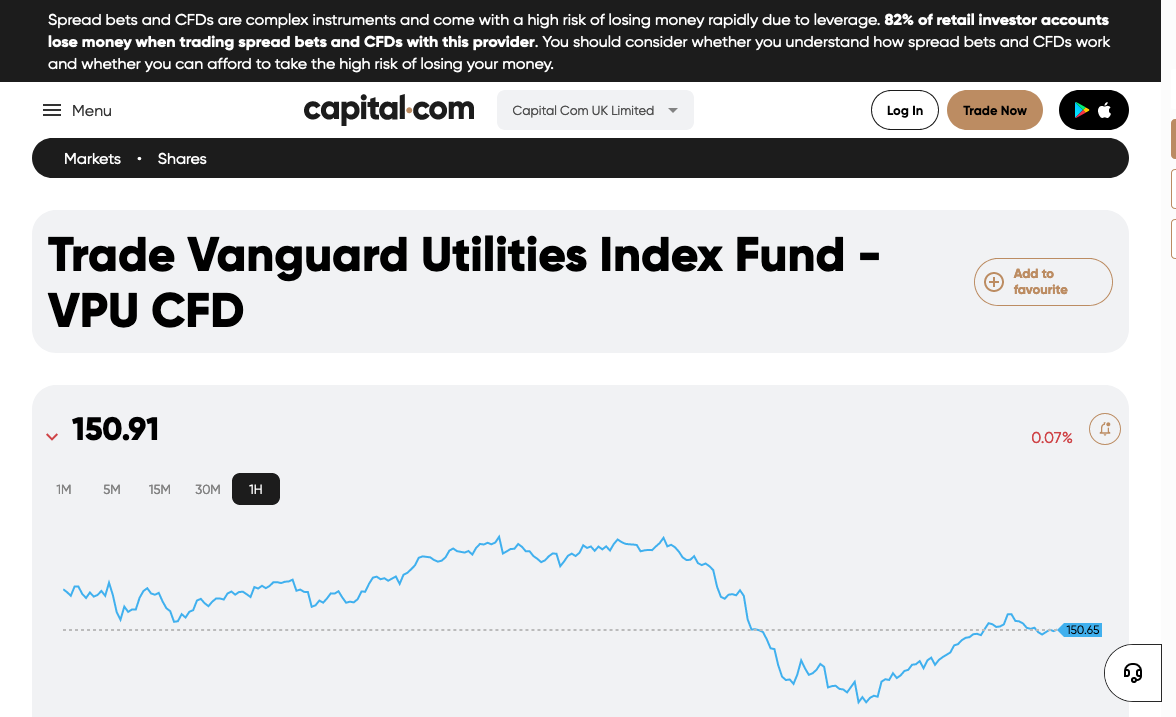 Spread bets and CFDs are complex instruments and come with a high risk of losing money rapidly due to leverage. 82% of retail investor accounts
lose money when trading spread bets and CFDs with this provider. You should consider whether you understand how spread bets and CFDs work
and whether you can afford to take the high risk of losing your money.
Menu
capital.com
Capital Com UK Limited
Log In
Trade Now
Markets • Shares
Trade Vanguard Utilities Index Fund -
VPU CFD
Add to
favourite
150.91
0.07%
1M 5M 15M 30M 1H
150.65